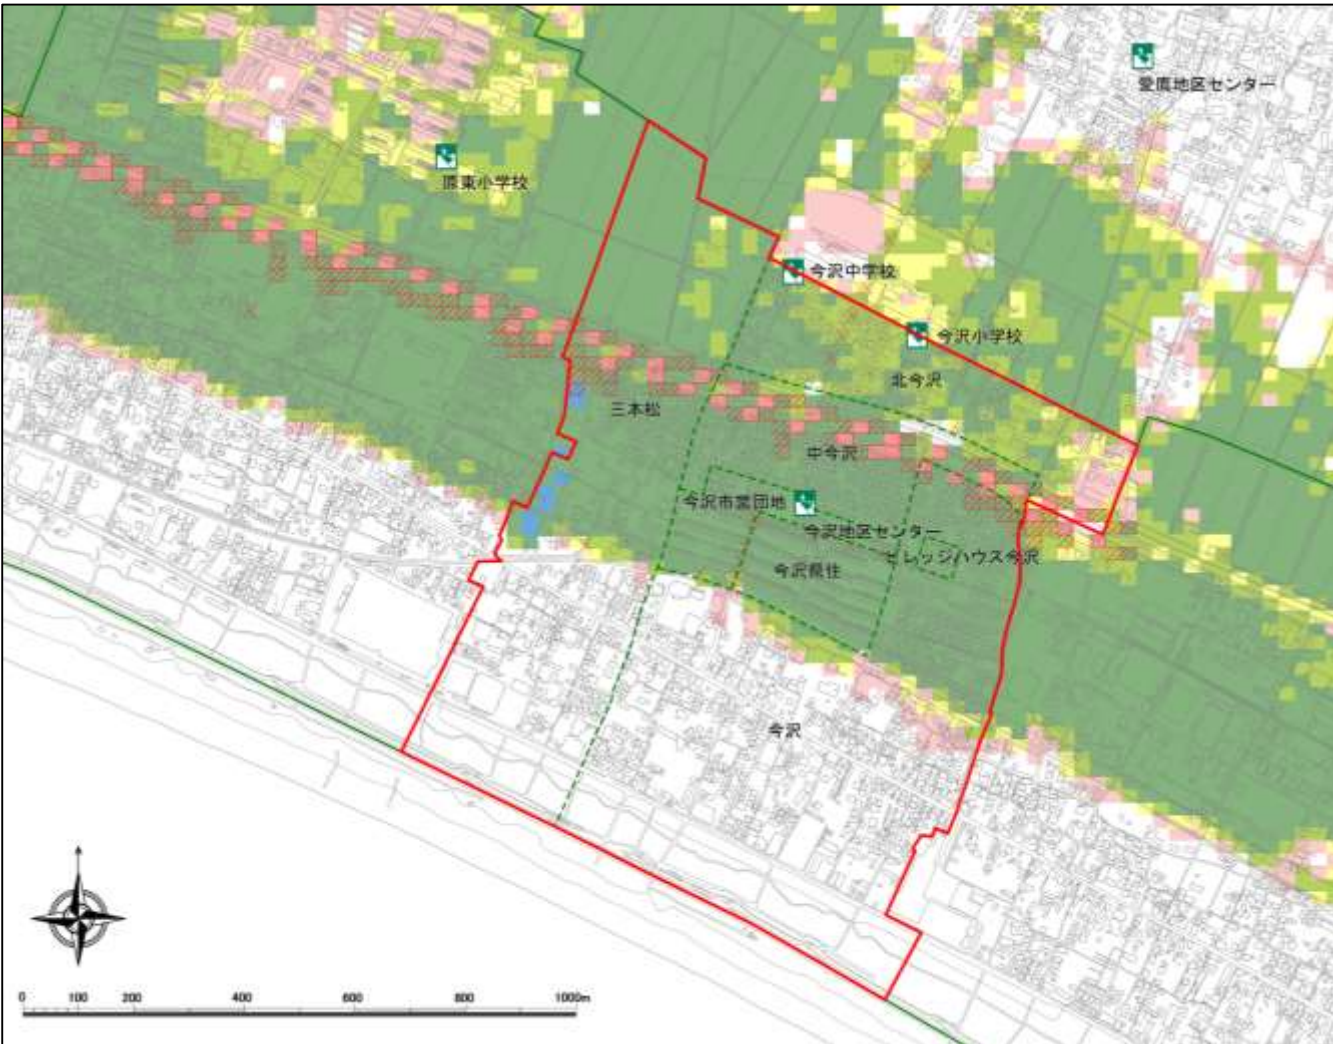 愛鷹地区センター
原東小学校
今沢中学校
今沢小学校
北今沢
三本松
中今沢
今沢市営団地
今沢地区センター
ビレッジハウス今沢
今沢県住
今沢
0 100 200 400 600 800 1000m